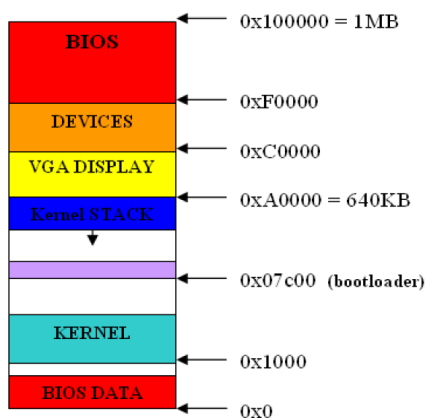 0x100000 = 1MB
BIOS
0xF0000
DEVICES
0xC0000
VGA DISPLAY
0xA0000 = 640KB
Kernel STACK
0x07c00 (bootloader)
KERNEL
0x1000
BIOS DATA
0x0